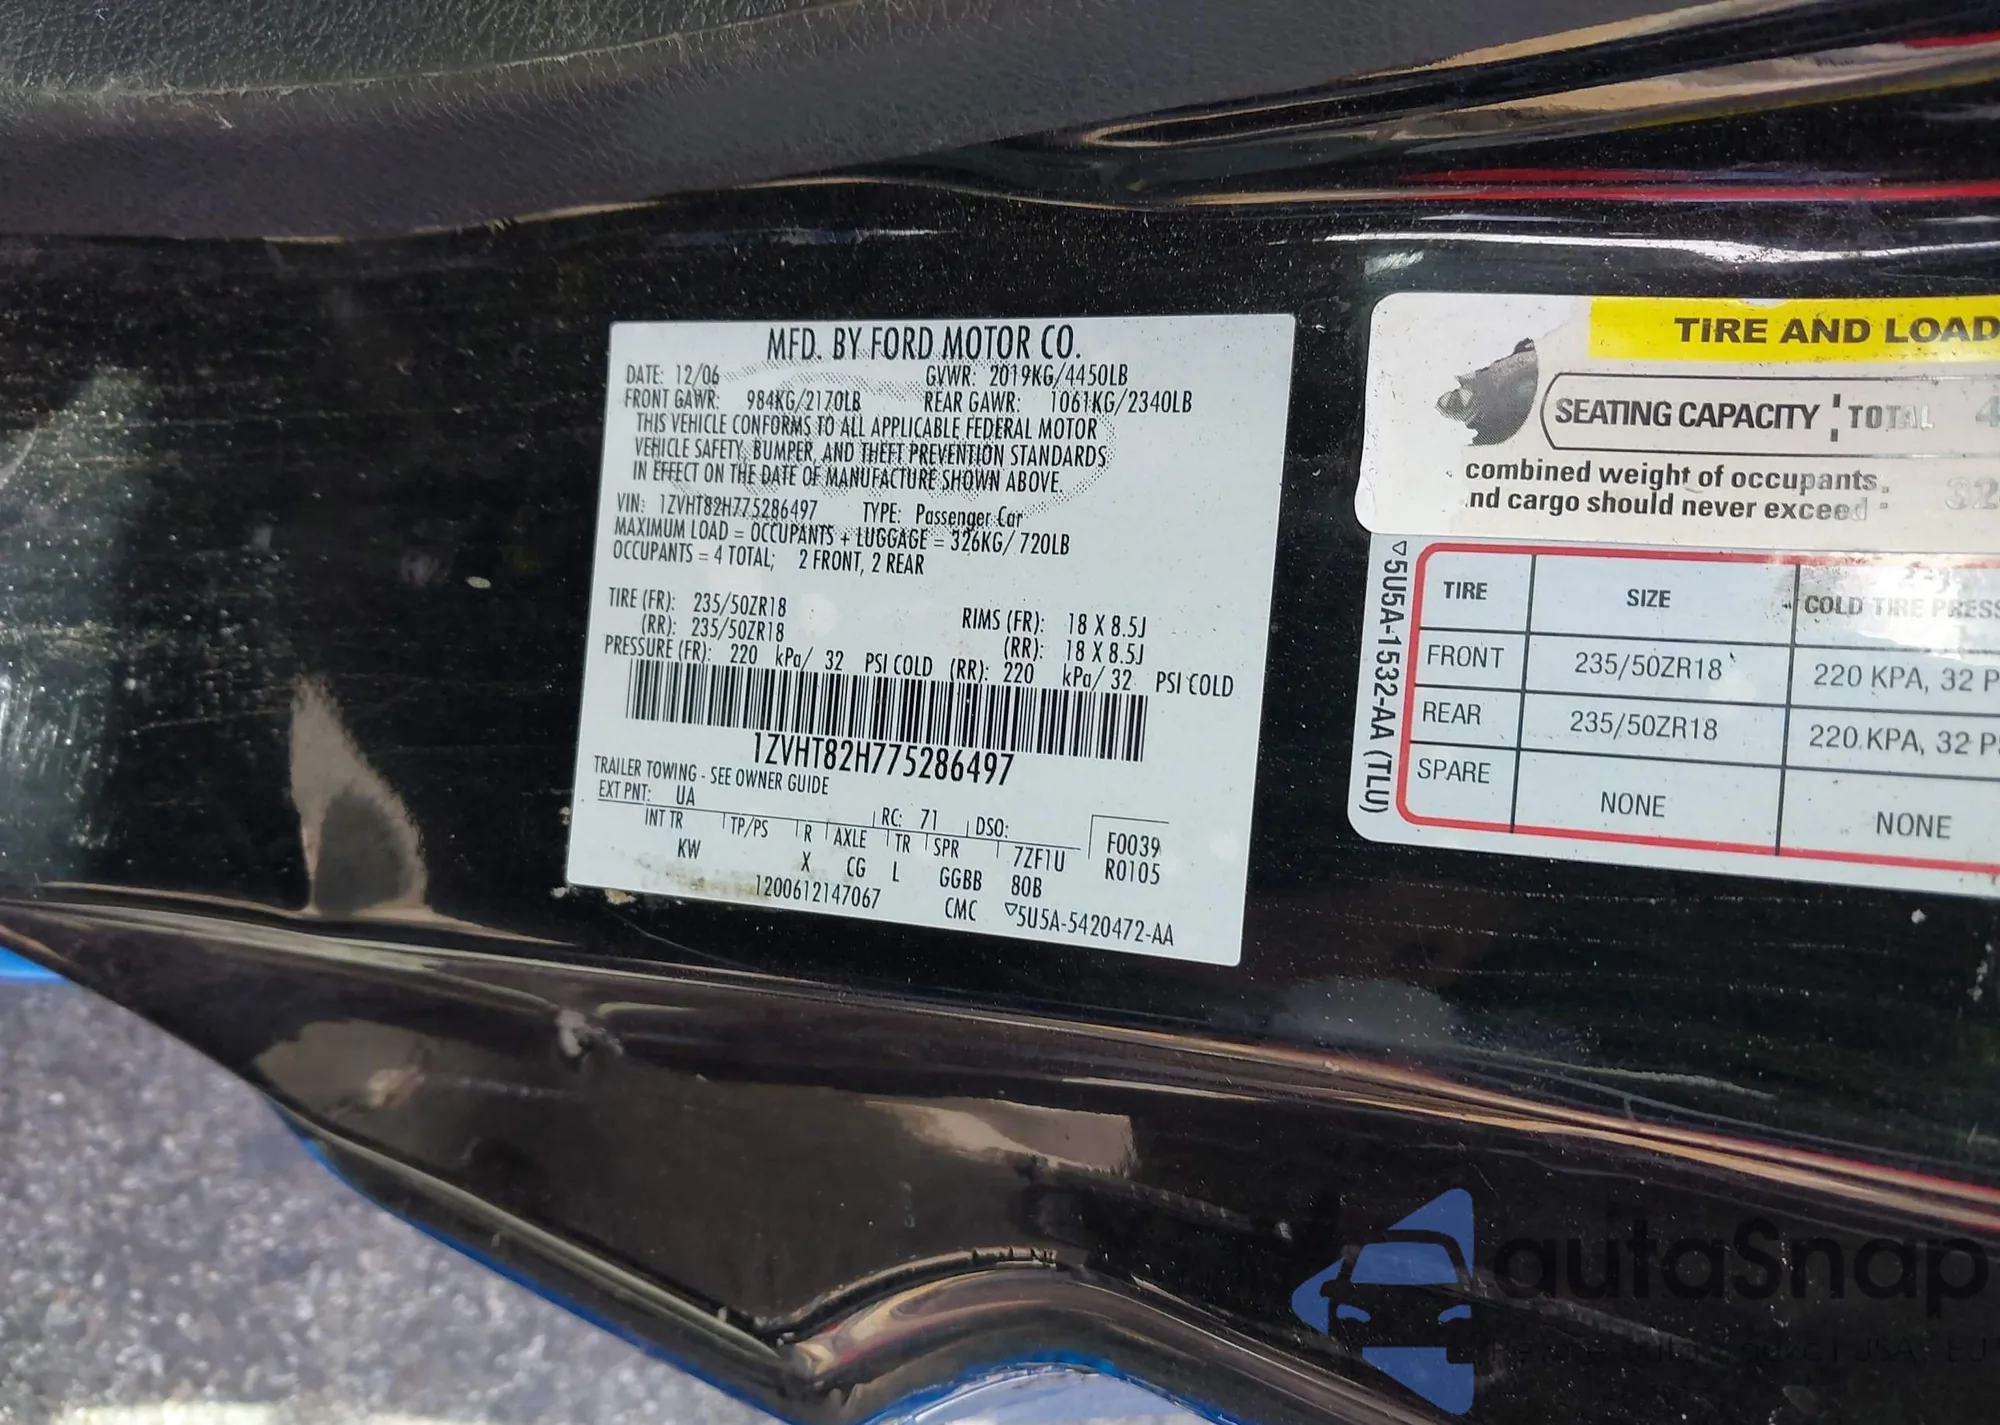 MFD. BY FORD MOTOR CO.
DATE: 12/06 GVWR: 2019KG/4450LB
FRONT GAWR: 984KG/2170LB REAR GAWR: 1061KG/2340LB
THIS VEHICLE CONFORMS TO ALL APPLICABLE FEDERAL MOTOR
VEHICLE SAFETY, BUMPER, AND THEFT PREVENTION STANDARDS
IN EFFECT ON THE DATE OF MANUFACTURE SHOWN ABOVE.
VIN: 1ZVHT82H775286497 TYPE: Passenger Car
MAXIMUM LOAD = OCCUPANTS + LUGGAGE = 326KG/ 720LB
OCCUPANTS = 4 TOTAL; 2 FRONT, 2 REAR
TIRE (FR): 235/50ZR18 RIMS (FR): 18 X 8.5J
(RR): 235/50ZR18 (RR): 18 X 8.5J
PRESSURE (FR): 220 kPa/ 32 PSI COLD (RR): 220 kPa/ 32 PSI COLD
1ZVHT82H775286497
TRAILER TOWING - SEE OWNER GUIDE
EXT PNT: UA RC: 71 DSO: F0039
INT TR TP/PS R AXLE TR SPR 7ZF1U R0105
KW X CG L GGBB 80B
1200612147067 CMC ▽5U5A-5420472-AA
TIRE AND LOAD
SEATING CAPACITY TOTAL 4
combined weight of occupants
nd cargo should never exceed
▽5U5A-1532-AA (TLU)
TIRE SIZE COLD TIRE PRESS
FRONT 235/50ZR18 220 KPA, 32 P
REAR 235/50ZR18 220 KPA, 32 P
SPARE NONE NONE
autoSnap